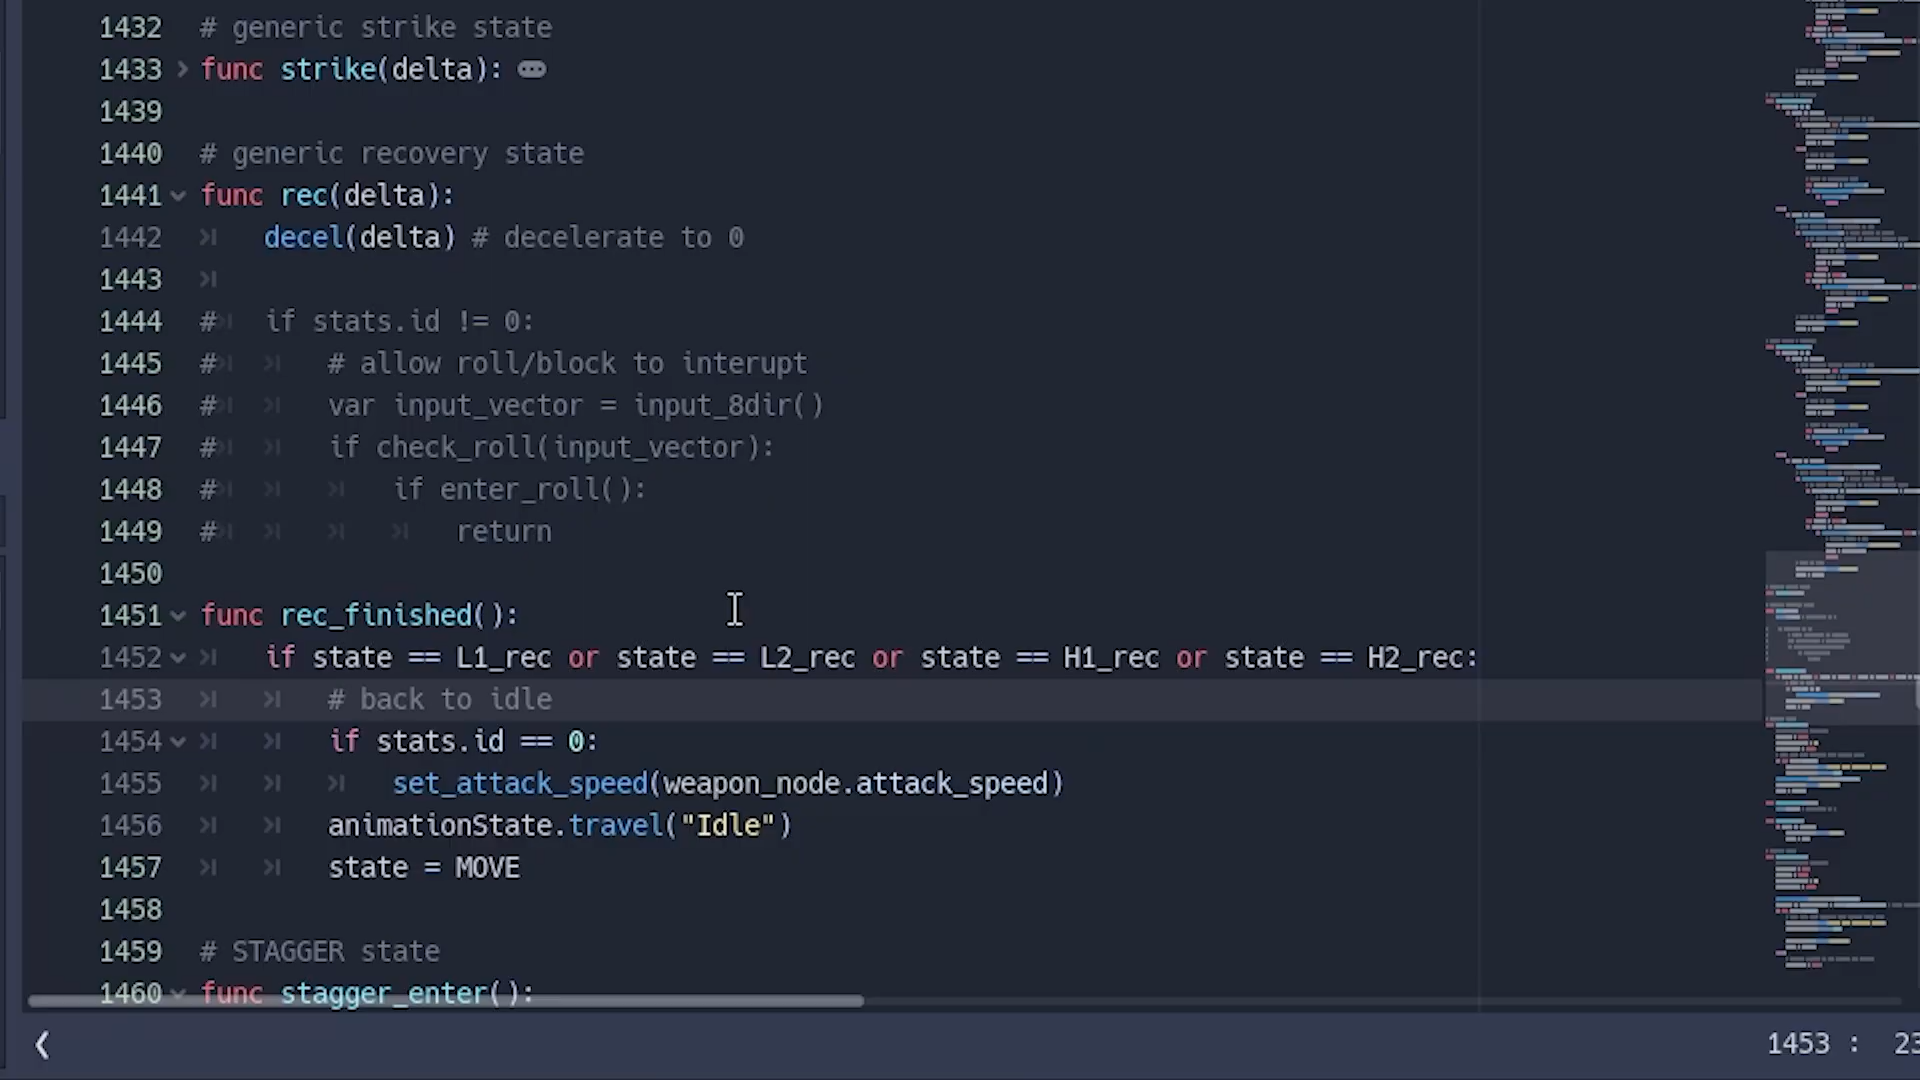 1432 # generic strike state
1433 func strike(delta):
1439
1440 # generic recovery state
1441 func rec(delta):
1442 decel(delta) # decelerate to 0
1443
1444 # if stats.id != 0:
1445 # # allow roll/block to interupt
1446 # var input_vector = input_8dir()
1447 # if check_roll(input_vector):
1448 # if enter_roll():
1449 # return
1450
1451 func rec_finished():
1452 if state == L1_rec or state == L2_rec or state == H1_rec or state == H2_rec:
1453 # back to idle
1454 if stats.id == 0:
1455 set_attack_speed(weapon_node.attack_speed)
1456 animationState.travel("Idle")
1457 state = MOVE
1458
1459 # STAGGER state
1460 func stagger_enter():
1453 : 23